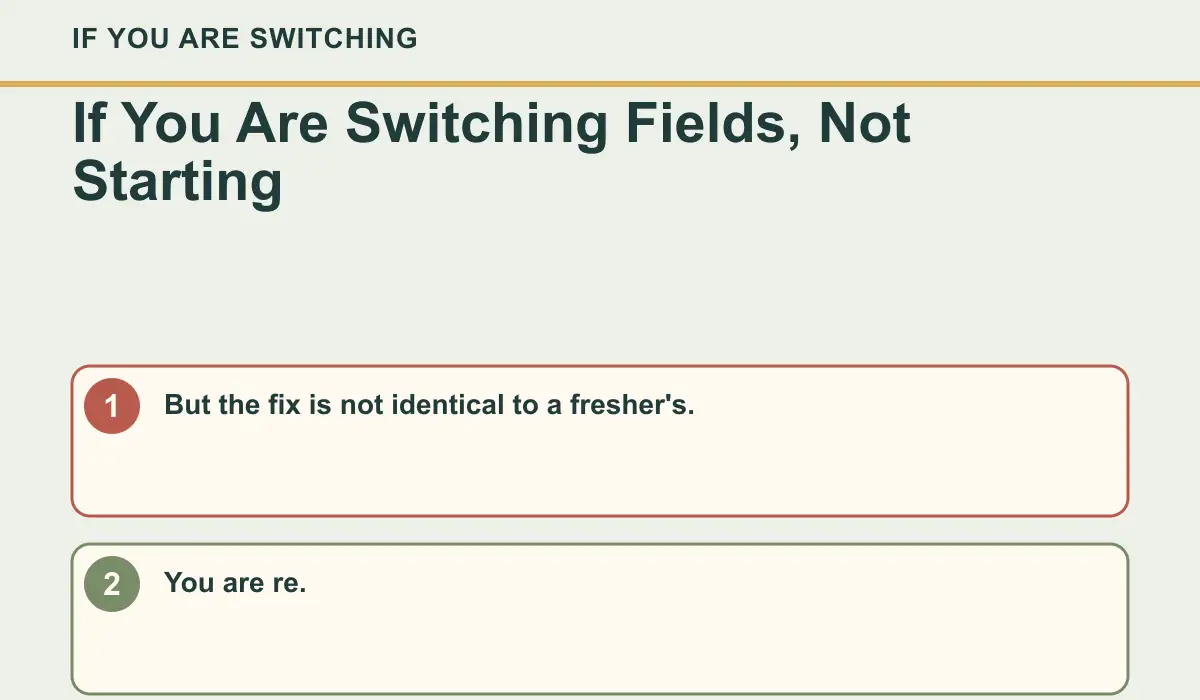 IF YOU ARE SWITCHING
If You Are Switching Fields, Not
Starting
1
But the fix is not identical to a fresher's.
2
You are re.